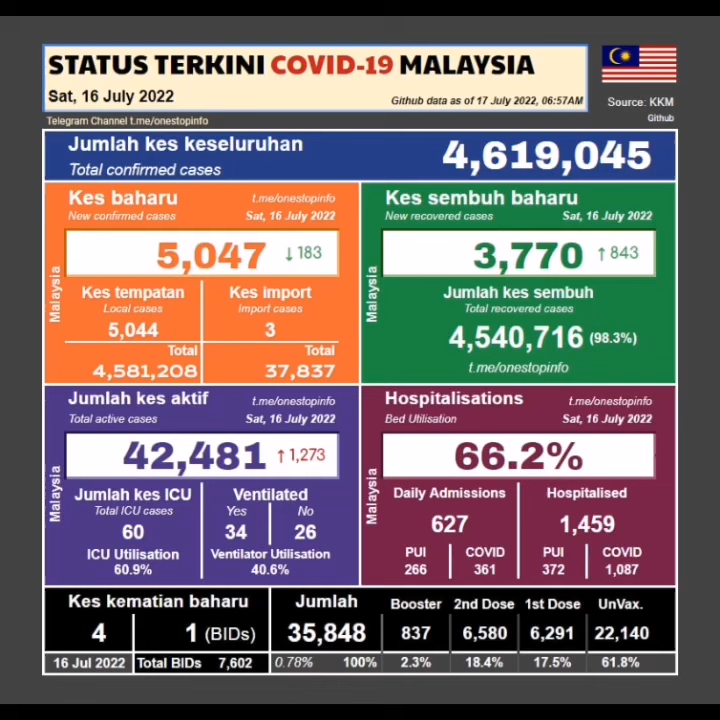 STATUS TERKINI COVID-19 MALAYSIA
Sat, 16 July 2022
Github data as of 17 July 2022, 06:57AM
Source: KKM
Github
Telegram Channel t.me/onestopinfo
Jumlah kes keseluruhan
Total confirmed cases
4,619,045
Kes baharu
t.me/onestopinfo
New confirmed cases
Sat, 16 July 2022
5,047 ↓183
Malaysia
Kes tempatan
Local cases
5,044
Total
4,581,208
Kes import
Import cases
3
Total
37,837
Kes sembuh baharu
New recovered cases
Sat, 16 July 2022
3,770 ↑843
Malaysia
Jumlah kes sembuh
Total recovered cases
4,540,716 (98.3%)
t.me/onestopinfo
Jumlah kes aktif
t.me/onestopinfo
Total active cases
Sat, 16 July 2022
42,481 ↑1,273
Malaysia
Jumlah kes ICU
Total ICU cases
60
ICU Utilisation
60.9%
Ventilated
Yes No
34 26
Ventilator Utilisation
40.6%
Hospitalisations
t.me/onestopinfo
Bed Utilisation
Sat, 16 July 2022
66.2%
Malaysia
Daily Admissions
627
PUI COVID
266 361
Hospitalised
1,459
PUI COVID
372 1,087
Kes kematian baharu
4 1 (BIDs)
16 Jul 2022 Total BIDs 7,602
Jumlah Booster 2nd Dose 1st Dose UnVax.
35,848 837 6,580 6,291 22,140
0.78% 100% 2.3% 18.4% 17.5% 61.8%